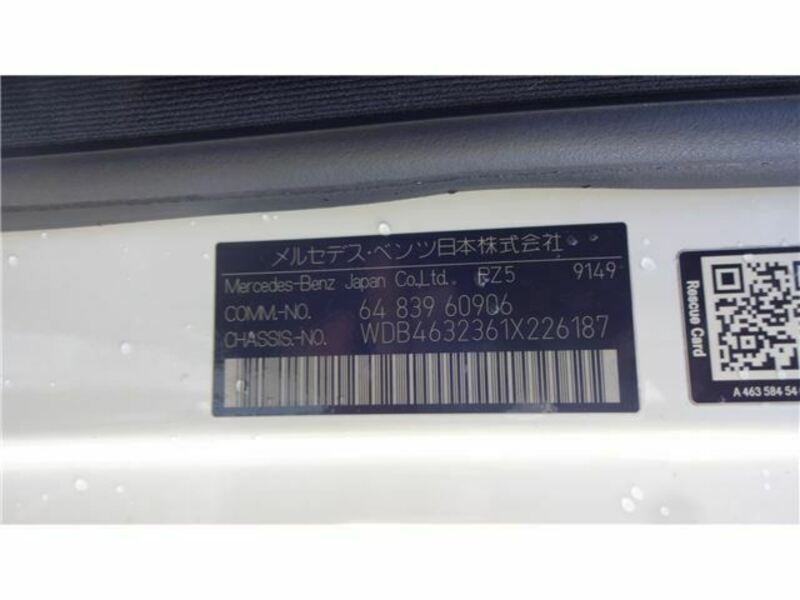 メルセデス・ベンツ日本株式会社
Mercedes-Benz Japan Co.,Ltd. PZ5 9149
COMM.-NO. 64 839 60906
CHASSIS.-NO. WDB4632361X226187
Rescue Card
A 463 584 54